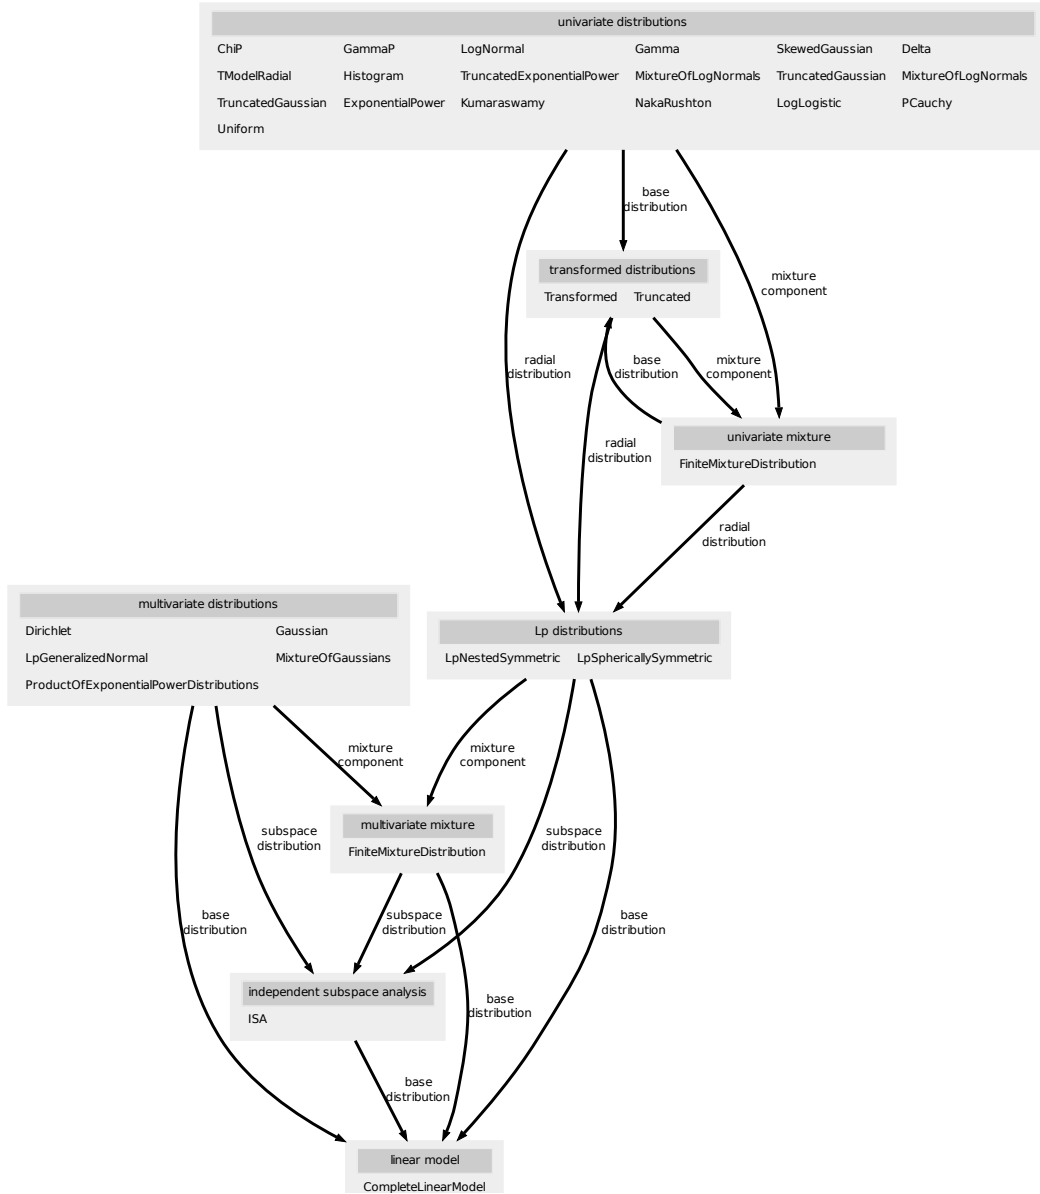 univariate distributions
ChiP GammaP LogNormal Gamma SkewedGaussian Delta
TModelRadial Histogram TruncatedExponentialPower MixtureOfLogNormals TruncatedGaussian MixtureOfLogNormals
TruncatedGaussian ExponentialPower Kumaraswamy NakaRushton LogLogistic PCauchy
Uniform
base
distribution
transformed distributions
Transformed Truncated
mixture
component
radial
distribution
base
distribution
mixture
component
radial
distribution
univariate mixture
FiniteMixtureDistribution
radial
distribution
multivariate distributions
Dirichlet Gaussian
LpGeneralizedNormal MixtureOfGaussians
ProductOfExponentialPowerDistributions
Lp distributions
LpNestedSymmetric LpSphericallySymmetric
mixture
component
mixture
component
subspace
distribution
multivariate mixture
FiniteMixtureDistribution
subspace
distribution
base
distribution
subspace
distribution
base
distribution
independent subspace analysis
ISA
base
distribution
base
distribution
linear model
CompleteLinearModel